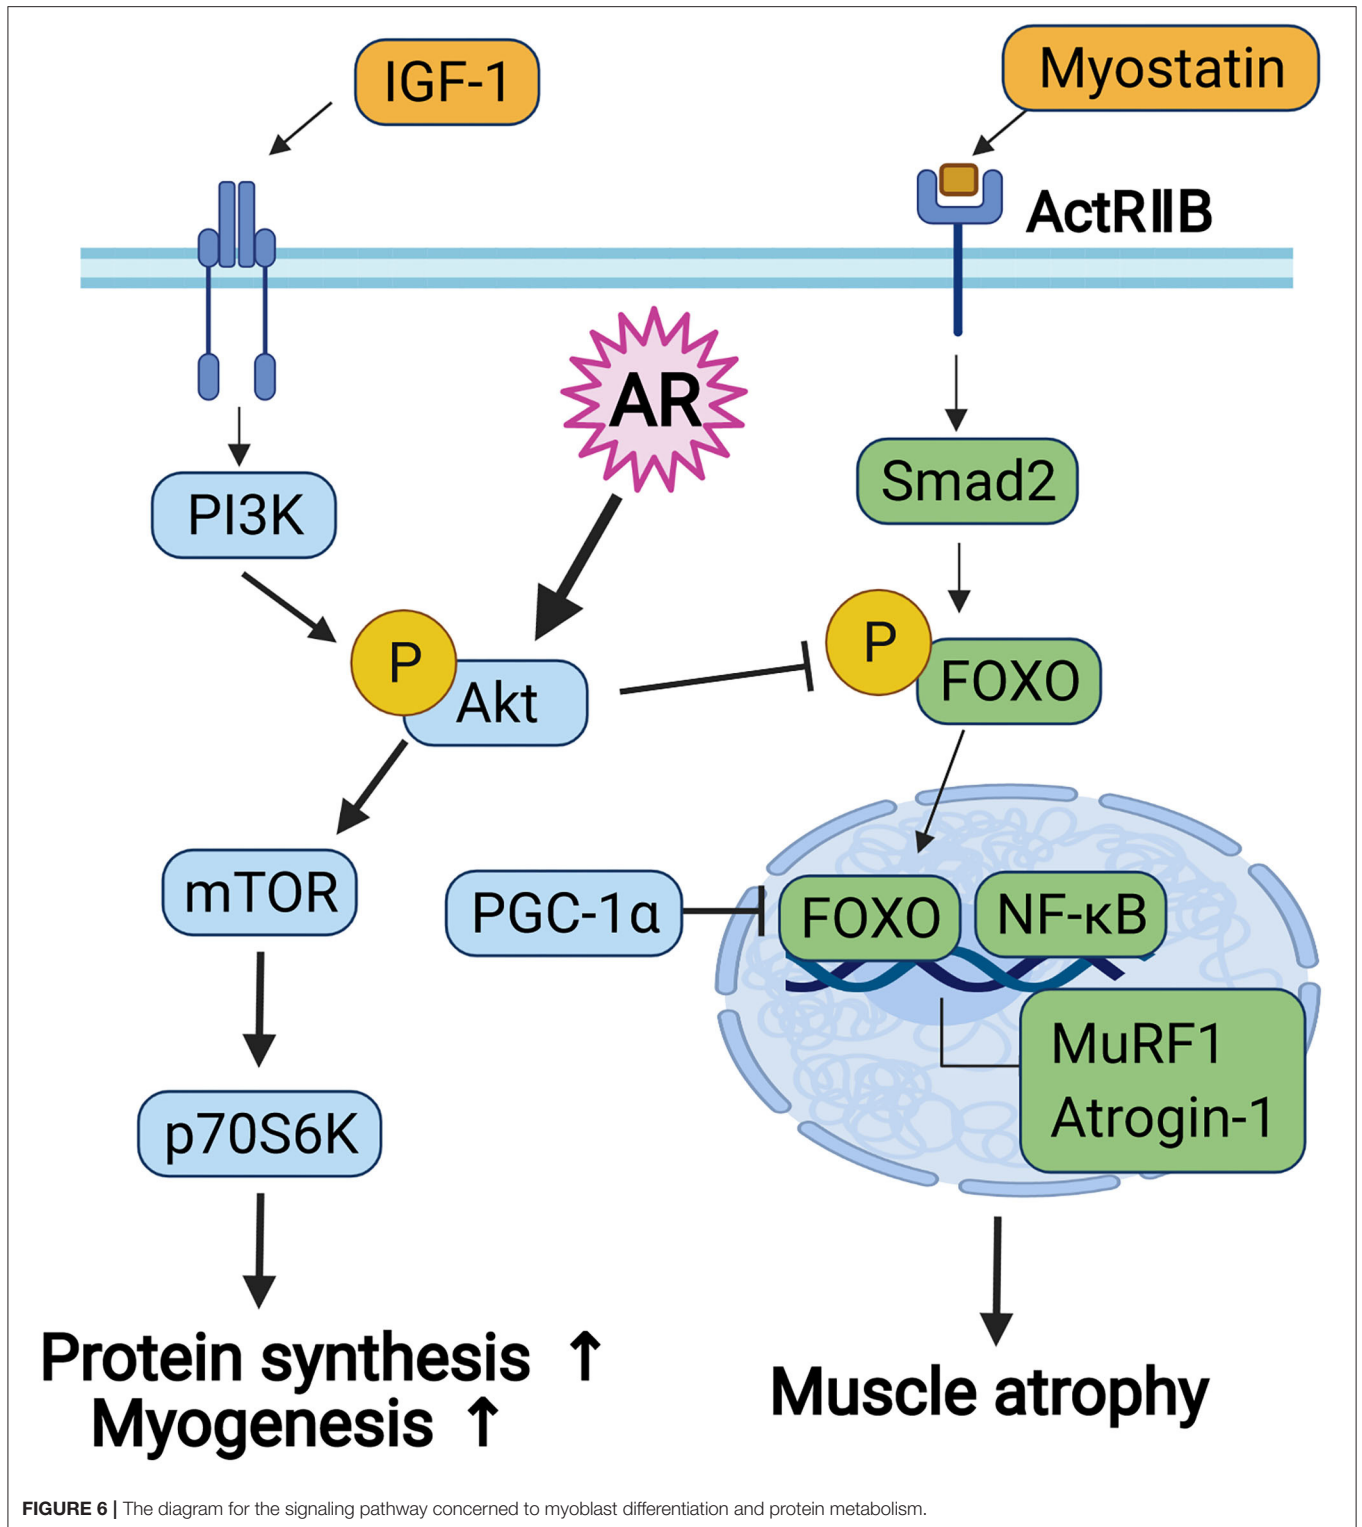 IGF-1
Myostatin
ActRⅡB
AR
PI3K
Smad2
P
Akt
P
FOXO
mTOR
PGC-1α
FOXO
NF-κB
MuRF1
Atrogin-1
p70S6K
Protein synthesis ↑
Myogenesis ↑
Muscle atrophy
FIGURE 6 | The diagram for the signaling pathway concerned to myoblast differentiation and protein metabolism.